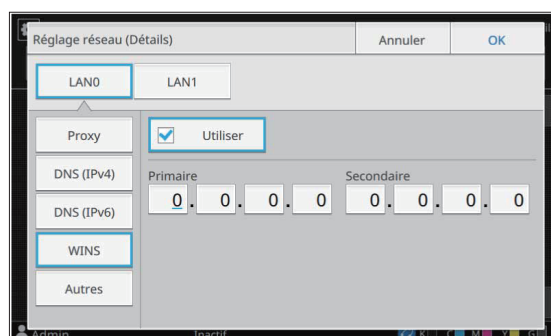 Réglage réseau (Détails)
Annuler
OK
LAN0
LAN1
Proxy
DNS (IPv4)
DNS (IPv6)
WINS
Autres
Utiliser
Primaire
Secondaire
0. 0. 0. 0
0. 0. 0. 0
Admin
Inactif
K C M Y G